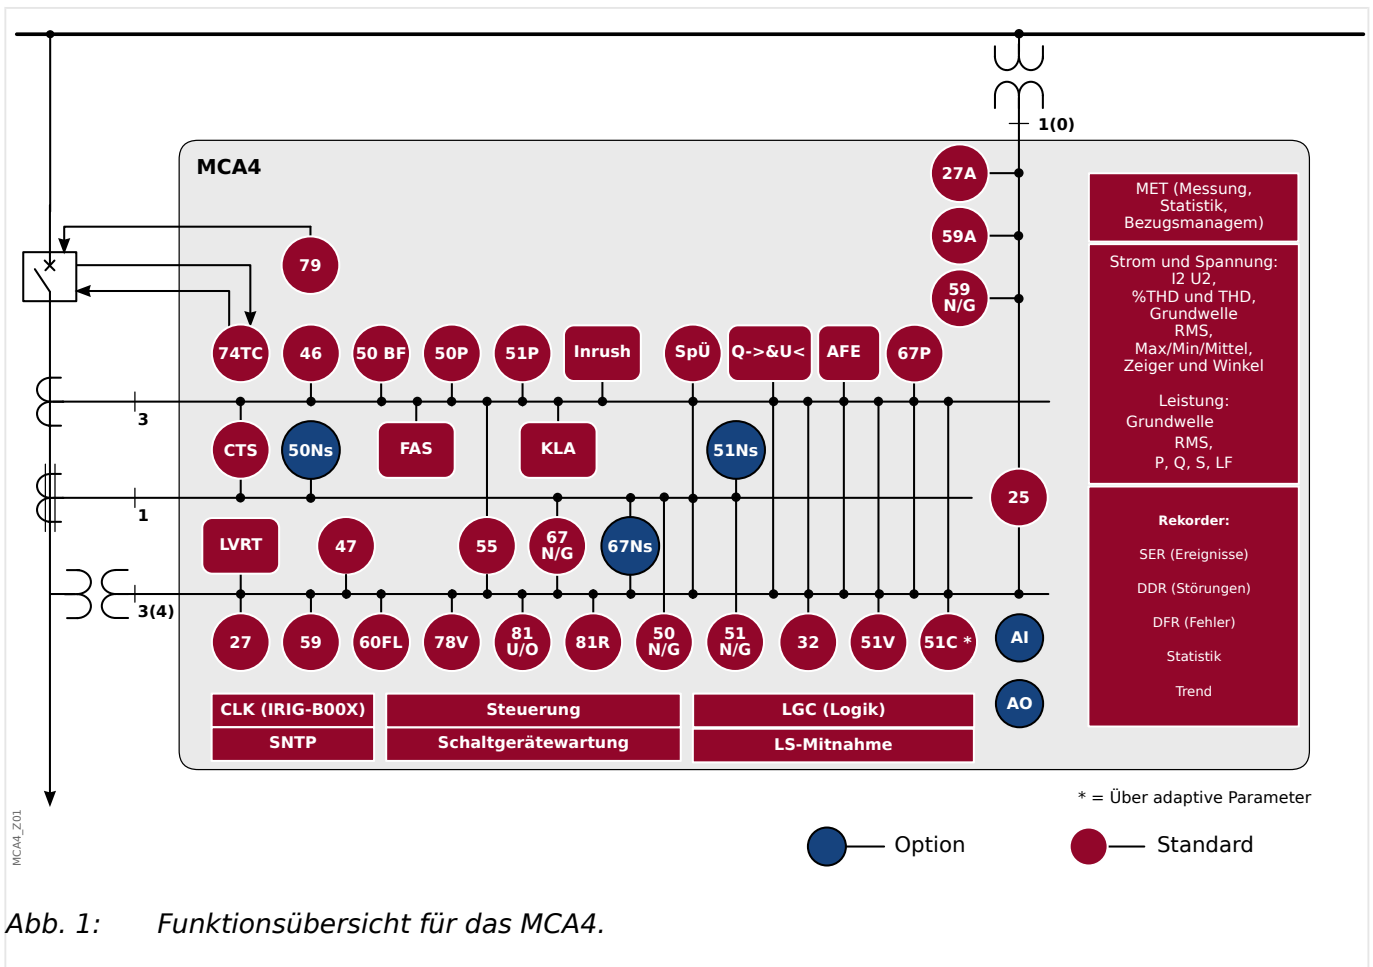 1(0)
MCA4
27A
59A
59
N/G
79
74TC
46
50 BF
50P
51P
Inrush
SpÜ
Q->&U<
AFE
67P
3
CTS
50Ns
FAS
KLA
51Ns
1
25
LVRT
47
55
67
N/G
67Ns
3(4)
27
59
60FL
78V
81
U/O
81R
50
N/G
51
N/G
32
51V
51C *
AI
AO
CLK (IRIG-B00X)
SNTP
Steuerung
Schaltgerätewartung
LGC (Logik)
LS-Mitnahme
MET (Messung,
Statistik,
Bezugsmanagem)
Strom und Spannung:
I2 U2,
%THD und THD,
Grundwelle
RMS,
Max/Min/Mittel,
Zeiger und Winkel
Leistung:
Grundwelle
RMS,
P, Q, S, LF
Rekorder:
SER (Ereignisse)
DDR (Störungen)
DFR (Fehler)
Statistik
Trend
* = Über adaptive Parameter
Option
Standard
MCA4_Z01
Abb. 1: Funktionsübersicht für das MCA4.